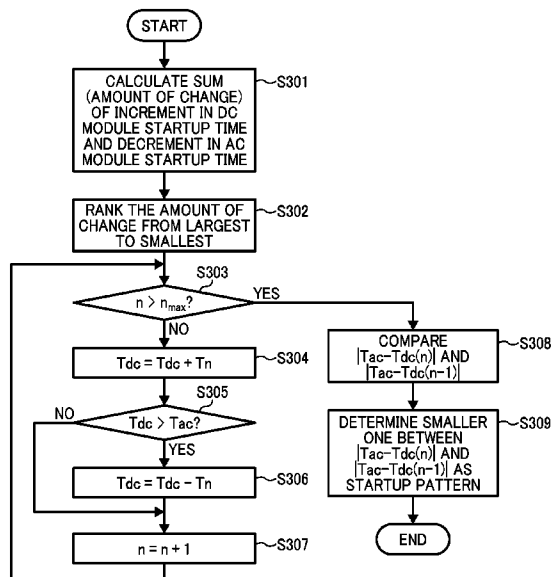 START
CALCULATE SUM
(AMOUNT OF CHANGE)
OF INCREMENT IN DC
MODULE STARTUP TIME
AND DECREMENT IN AC
MODULE STARTUP TIME
S301
RANK THE AMOUNT OF
CHANGE FROM LARGEST
TO SMALLEST
S302
S303
n > nmax?
YES
NO
Tdc = Tdc + Tn
S304
S305
NO
Tdc > Tac?
YES
Tdc = Tdc - Tn
S306
n = n + 1
S307
COMPARE
|Tac-Tdc(n)| AND
|Tac-Tdc(n-1)|
S308
DETERMINE SMALLER
ONE BETWEEN
|Tac-Tdc(n)| AND
|Tac-Tdc(n-1)| AS
STARTUP PATTERN
S309
END